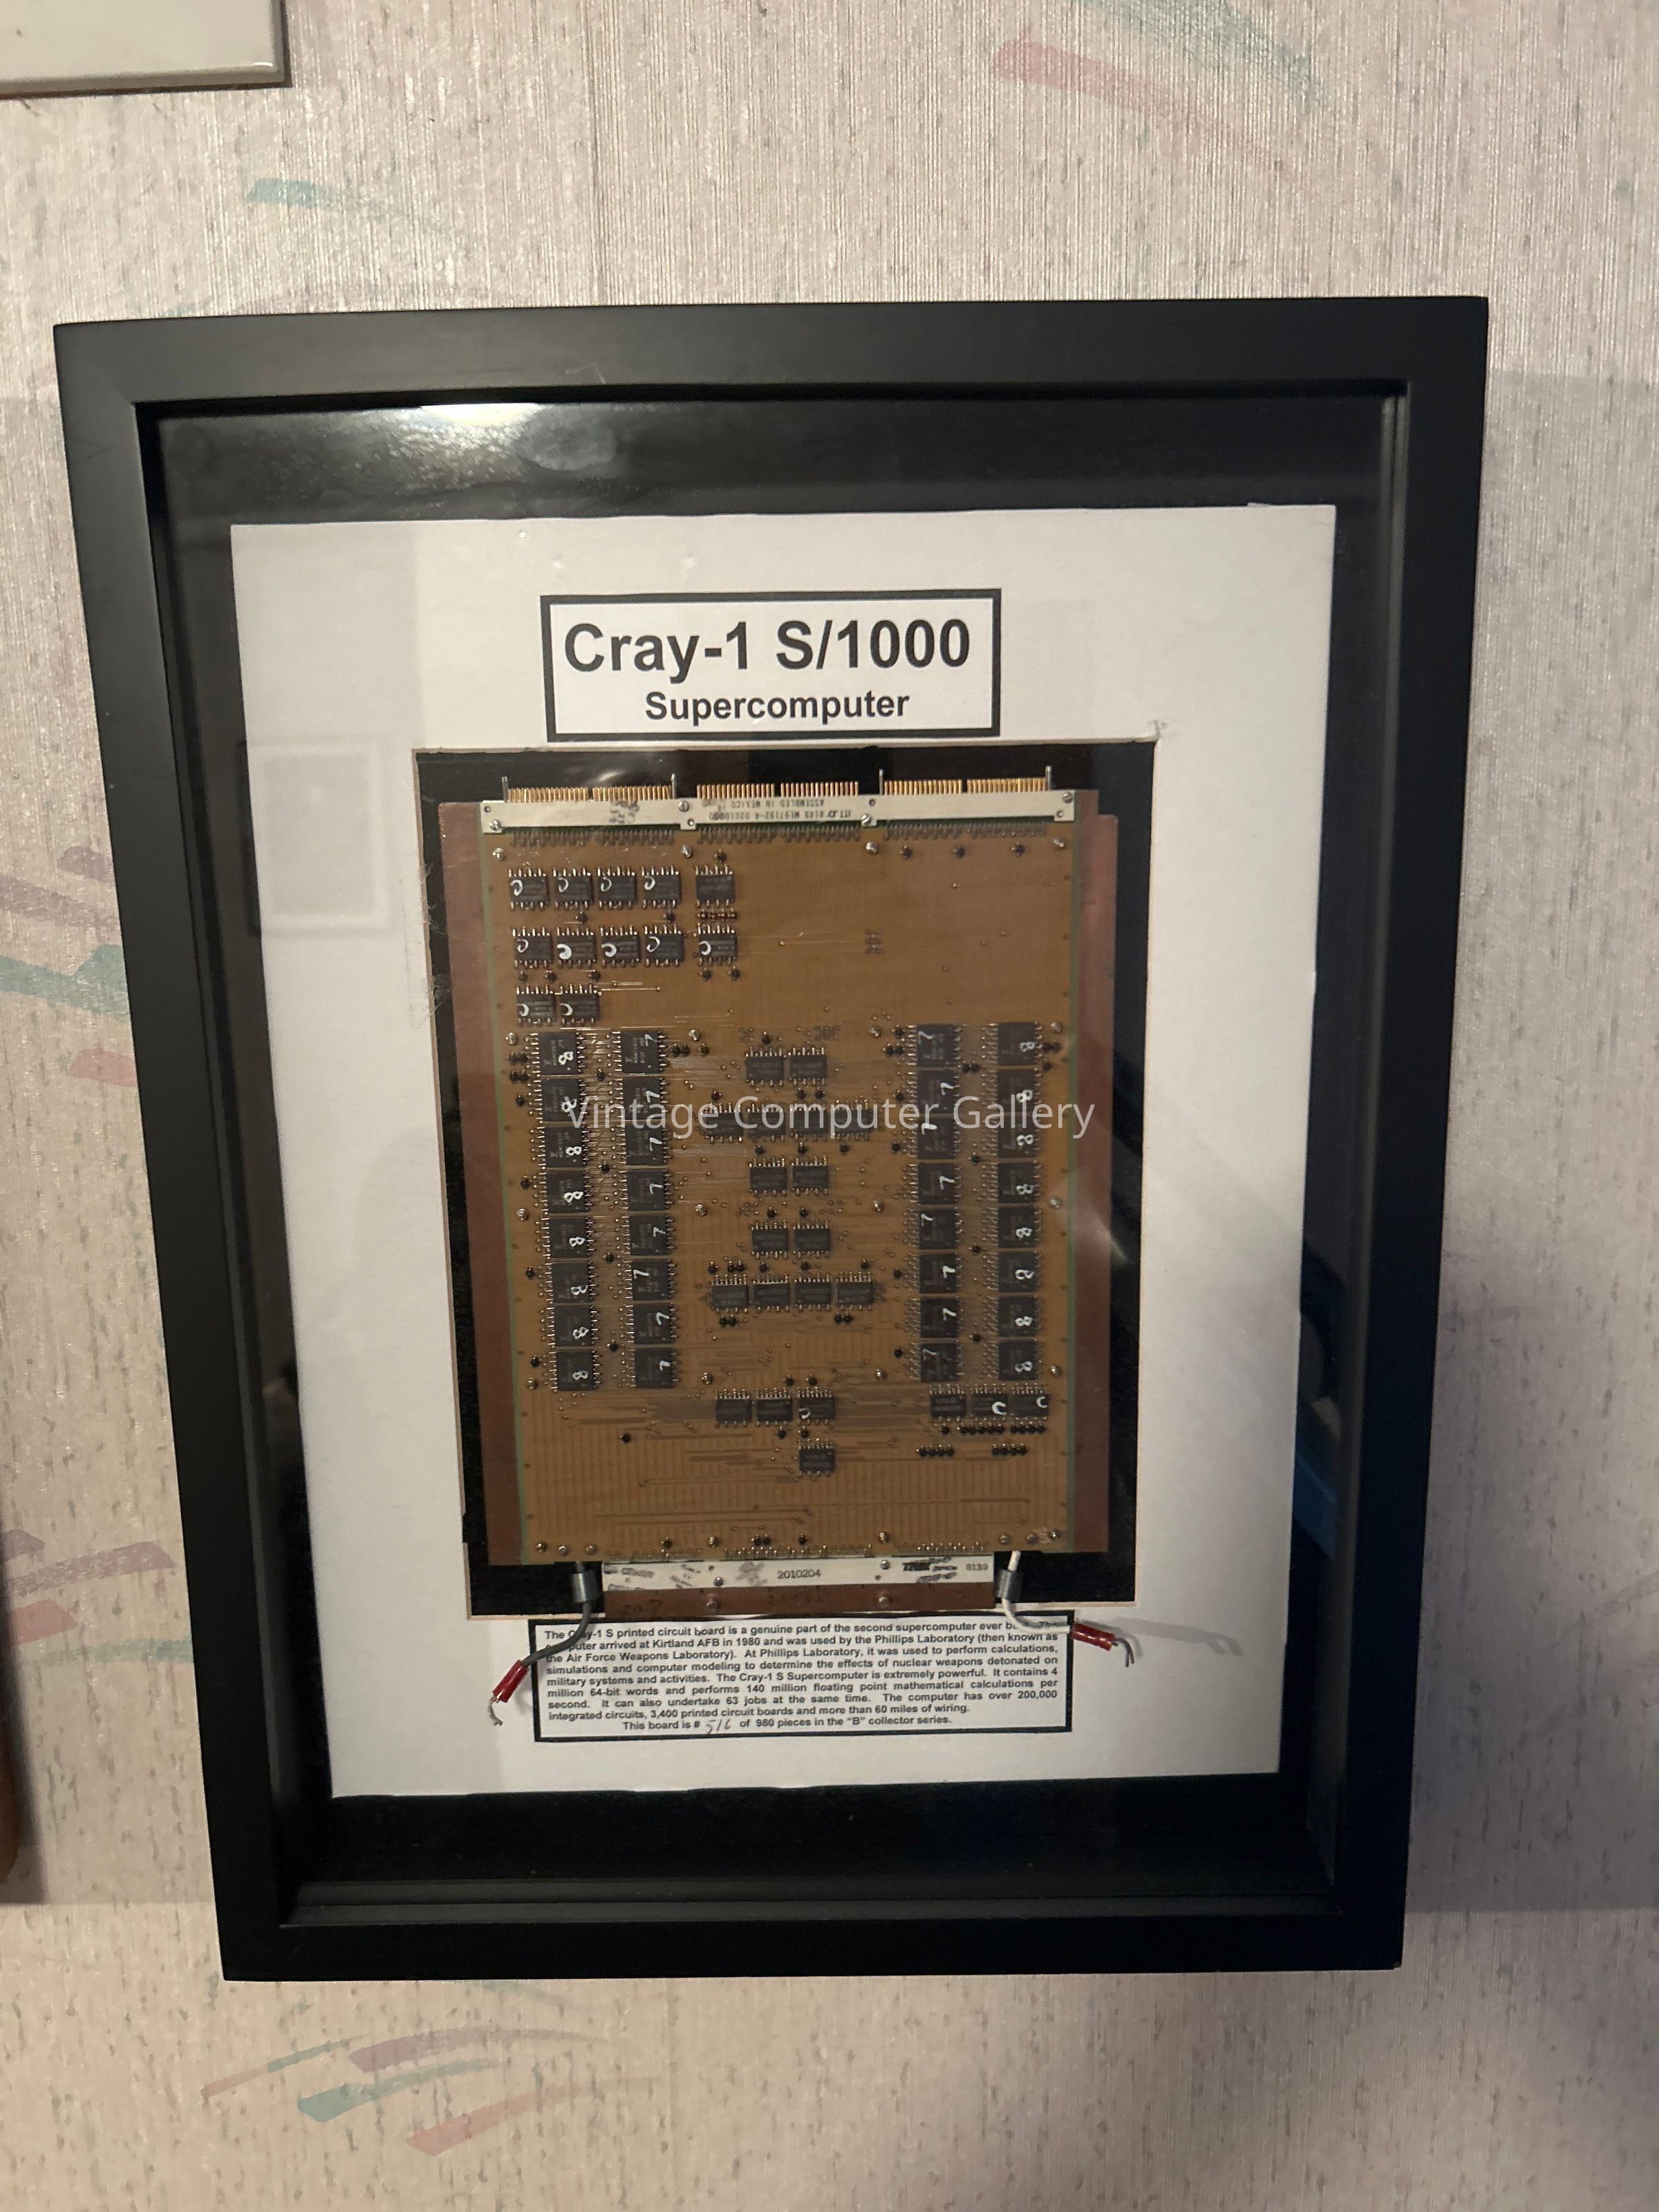 Cray-1 S/1000
Supercomputer
ASSEMBLED IN MEXICO
Vintage Computer Gallery
2010204
8139
The Cray-1 S printed circuit board is a genuine part of the second supercomputer ever
arrived at Kirtland AFB in 1980 and was used by the Phillips Laboratory (then known as
the Air Force Weapons Laboratory). At Phillips Laboratory, it was used to perform calculations,
simulations and computer modeling to determine the effects of nuclear weapons detonated on
military systems and activities. The Cray-1 S Supercomputer is extremely powerful. It contains 4
million 64-bit words and performs 140 million floating point mathematical calculations per
second. It can also undertake 63 jobs at the same time. The computer has over 200,000
integrated circuits, 3,400 printed circuit boards and more than 60 miles of wiring.
This board is # 516 of 980 pieces in the "B" collector series.